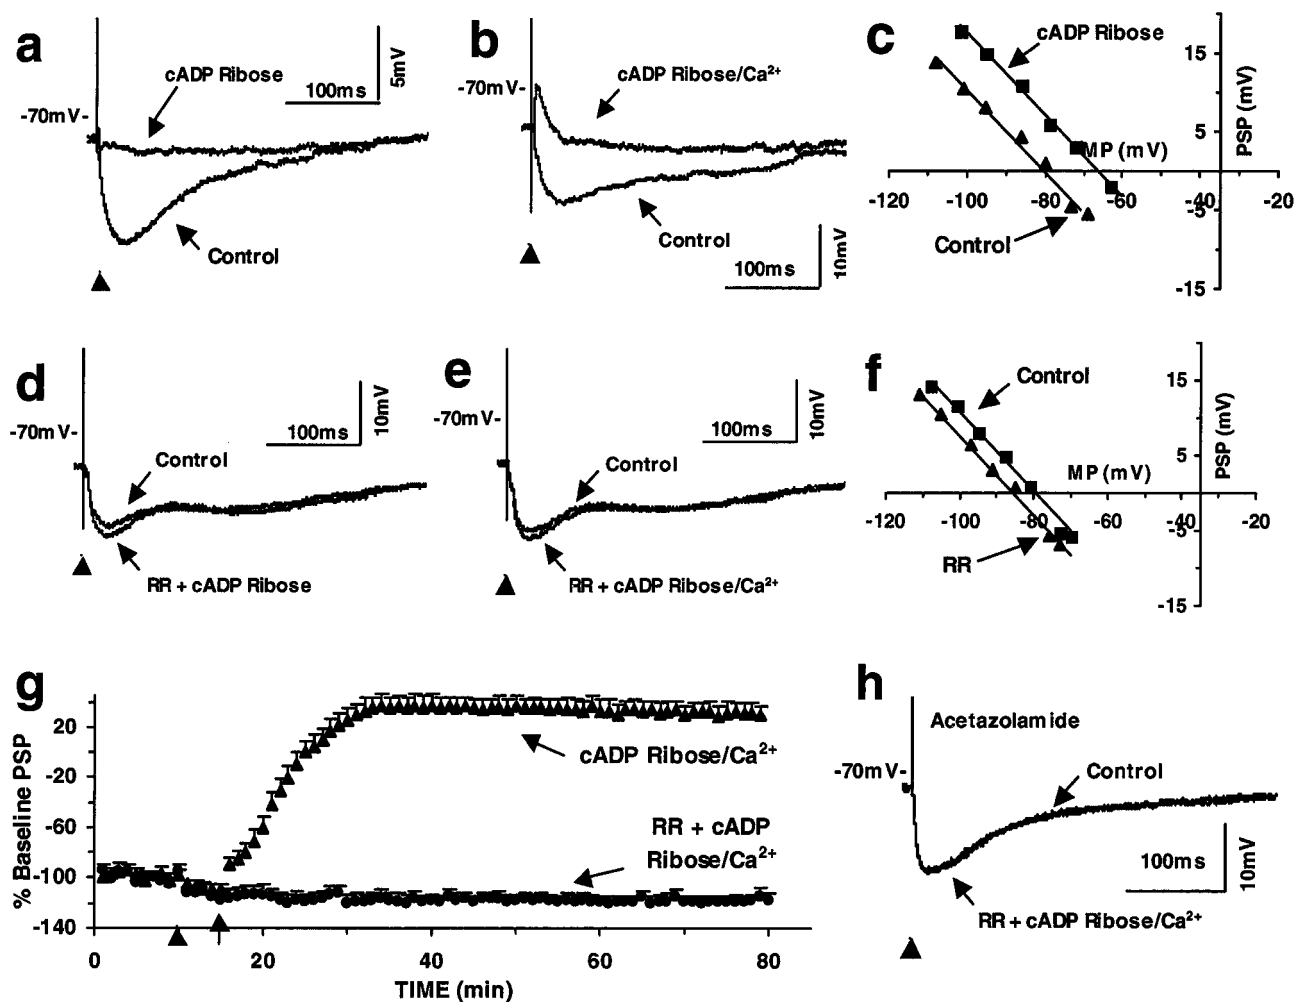 a
cADP Ribose
100ms
5mV
-70mV-
Control
b
cADP Ribose/Ca²⁺
-70mV-
Control
100ms
10mV
c
cADP Ribose
15
5
MP (mV)
PSP (mV)
-120 -100 -80 -60 -20
-5
Control
-15
d
100ms
10mV
-70mV-
Control
RR + cADP Ribose
e
100ms
10mV
-70mV-
Control
RR + cADP Ribose/Ca²⁺
f
Control
15
5
MP (mV)
PSP (mV)
-120 -100 -80 -60 -20
-5
RR
-15
g
% Baseline PSP
20
-20
-60
-100
-140
cADP Ribose/Ca²⁺
RR + cADP
Ribose/Ca²⁺
0 20 40 60 80
TIME (min)
h
Acetazolamide
-70mV-
Control
100ms
10mV
RR + cADP Ribose/Ca²⁺